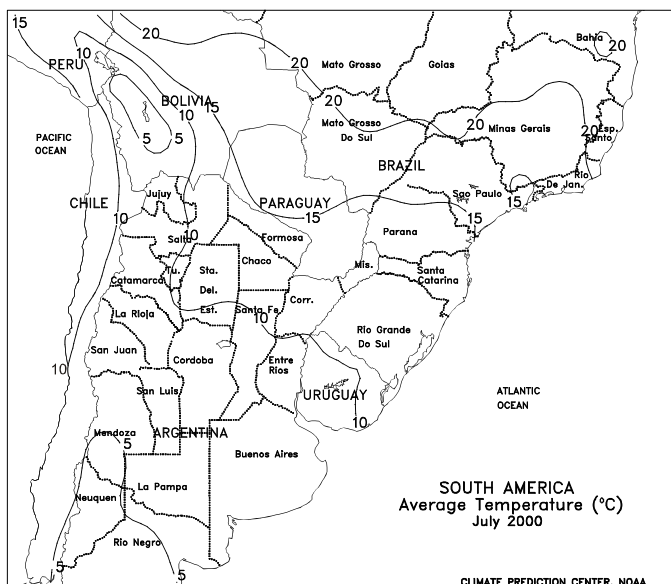 15
20
Bahia
20
10
PERU
20
Mato Grosso
Goias
BOLIVIA
10
15
20
Mato Grosso
Do Sul
20
Minas Gerais
20
Esp.
Santo
PACIFIC
OCEAN
5
5
BRAZIL
Rio
De Jan.
CHILE
Jujuy
PARAGUAY
Sao Paulo
15
10
15
15
Salta
10
Formosa
Parana
Tu.
Sta.
Del.
Est.
Chaco
Mis.
Santa
Catarina
Catamarca
La Rioja
Santa Fe
Corr.
10
Rio Grande
Do Sul
San Juan
Cordoba
Entre
Rios
10
San Luis
URUGUAY
10
ATLANTIC
OCEAN
Mendoza
5
ARGENTINA
Buenos Aires
La Pampa
Neuquen
Rio Negro
5
5
SOUTH AMERICA
Average Temperature (°C)
July 2000
CLIMATE PREDICTION CENTER, NOAA